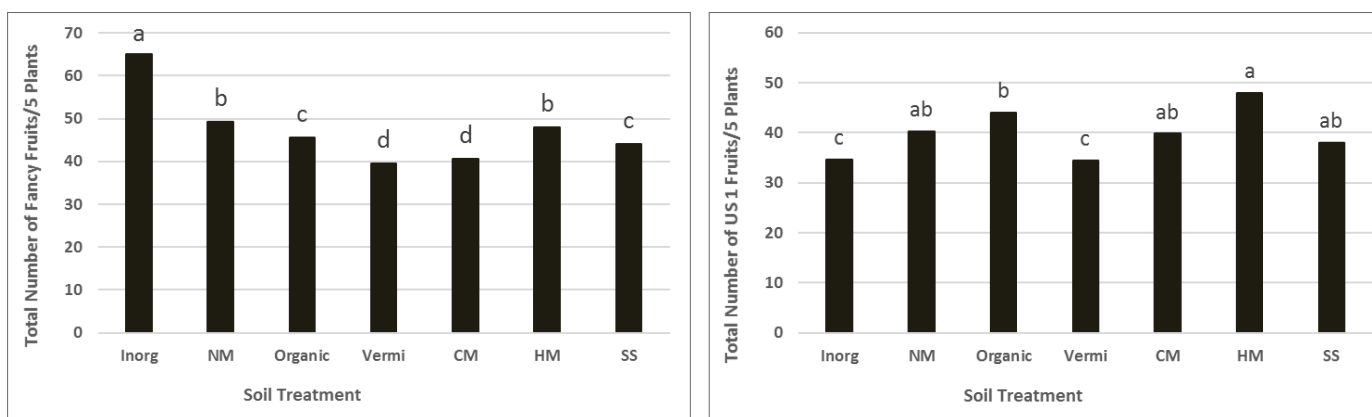 Total Number of Fancy Fruits/5 Plants
70
60
50
40
30
20
10
0
a
b
c
d
d
b
c
Inorg NM Organic Vermi CM HM SS
Soil Treatment
Total Number of US 1 Fruits/5 Plants
60
50
40
30
20
10
0
c
ab
b
c
ab
a
ab
Inorg NM Organic Vermi CM HM SS
Soil Treatment